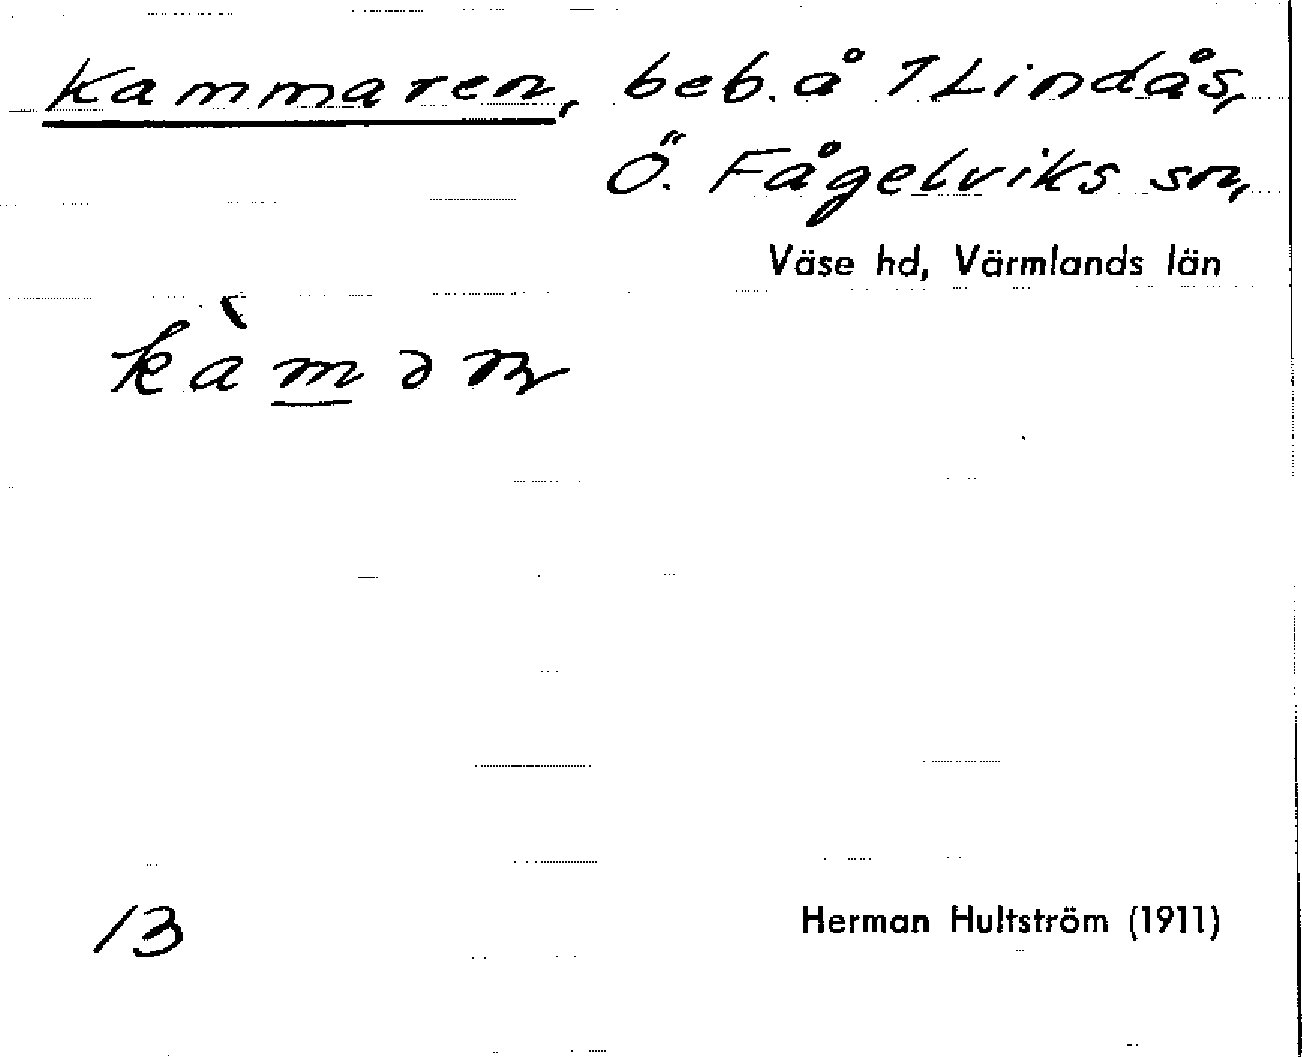 Kammaren, beb. å 1 Lindås,
Ö. Fågelviks sn,
Väse hd, Värmlands län
kàmən
13
Herman Hultström (1911)